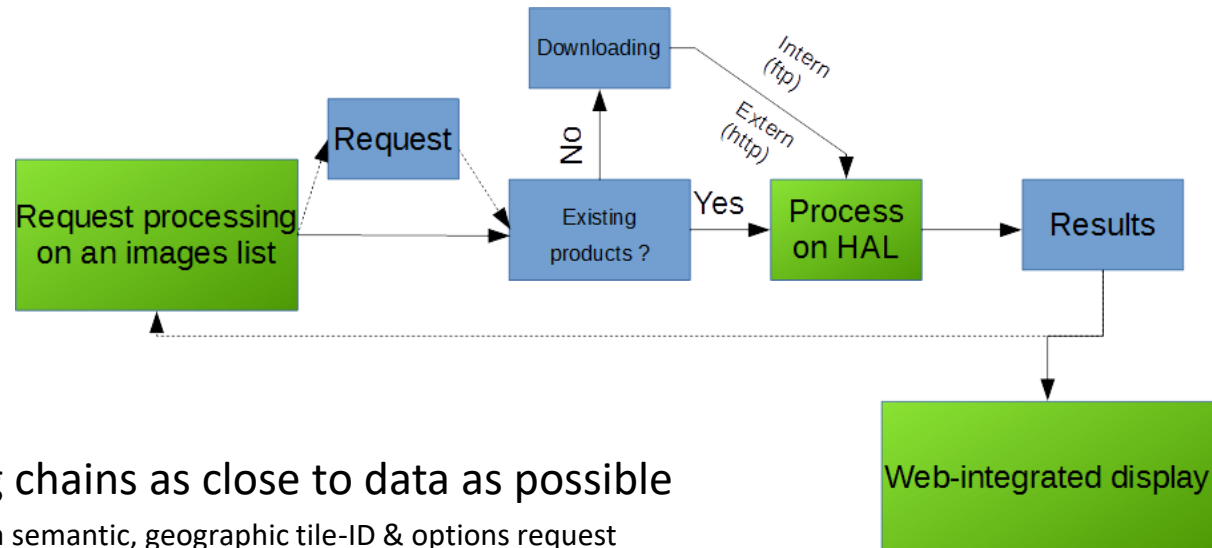 Downloading
Intern
(ftp)
Extern
(http)
Request
No
Request processing
on an images list
Existing
products ?
Yes
Process
on HAL
Results
Web-integrated display
chains as close to data as possible
semantic, geographic tile-ID & options request